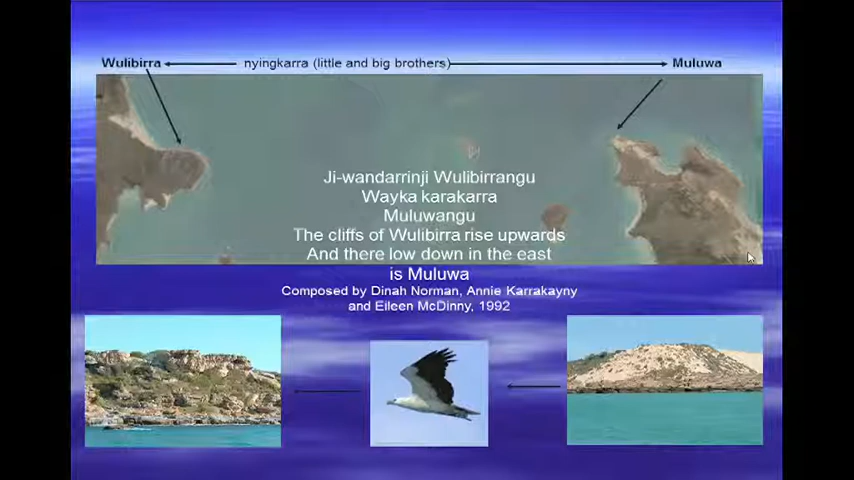 Wulibirra nyingkarra (little and big brothers) Muluwa
Ji-wandarrinji Wulibirrangu
Wayka karakarra
Muluwangu
The cliffs of Wulibirra rise upwards
And there low down in the east
is Muluwa
Composed by Dinah Norman, Annie Karrakayny
and Eileen McDinny, 1992